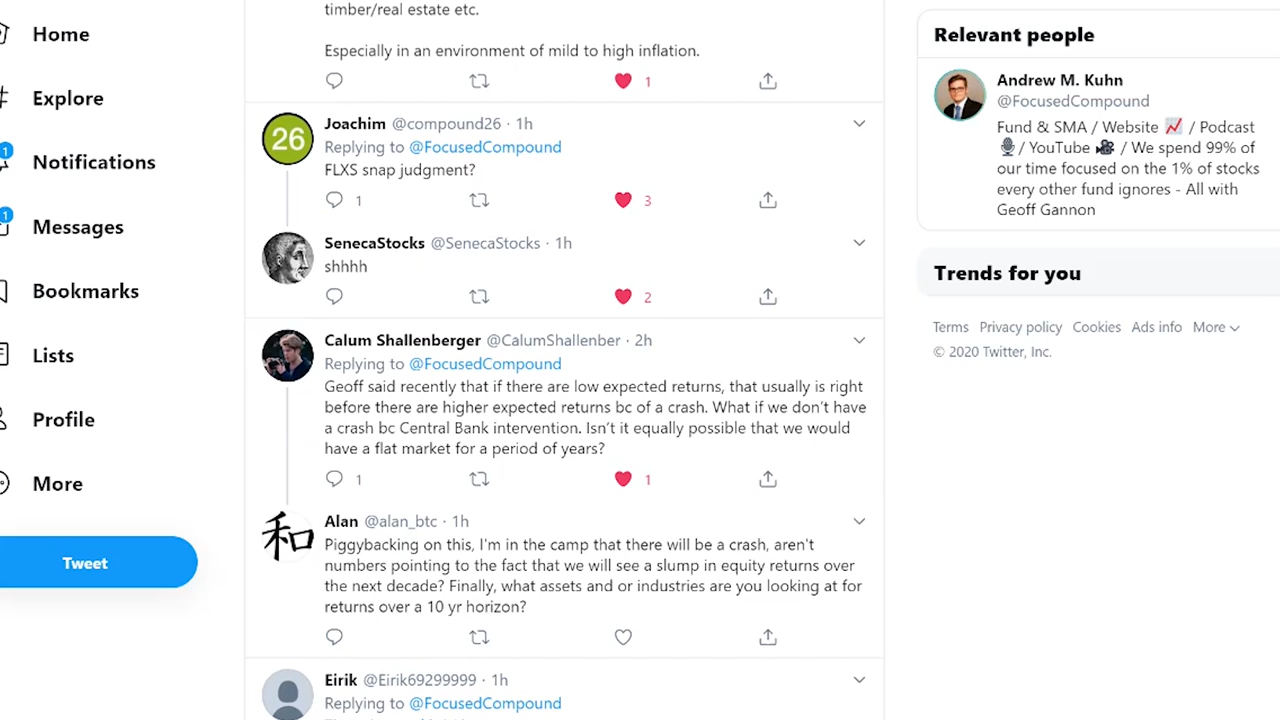 Home
Explore
1
Notifications
1
Messages
Bookmarks
Lists
Profile
More
Tweet
timber/real estate etc.
Especially in an environment of mild to high inflation.
1
26
Joachim @compound26 · 1h
Replying to @FocusedCompound
FLXS snap judgment?
1 3
SenecaStocks @SenecaStocks · 1h
shhhh
2
Calum Shallenberger @CalumShallenber · 2h
Replying to @FocusedCompound
Geoff said recently that if there are low expected returns, that usually is right
before there are higher expected returns bc of a crash. What if we don't have
a crash bc Central Bank intervention. Isn't it equally possible that we would
have a flat market for a period of years?
1 1
和
Alan @alan_btc · 1h
Piggybacking on this, I'm in the camp that there will be a crash, aren't
numbers pointing to the fact that we will see a slump in equity returns over
the next decade? Finally, what assets and or industries are you looking at for
returns over a 10 yr horizon?
Eirik @Eirik69299999 · 1h
Replying to @FocusedCompound
Relevant people
Andrew M. Kuhn
@FocusedCompound
Fund & SMA / Website 📈 / Podcast
🎙️/ YouTube 🎥 / We spend 99% of
our time focused on the 1% of stocks
every other fund ignores - All with
Geoff Gannon
Trends for you
Terms Privacy policy Cookies Ads info More
© 2020 Twitter, Inc.